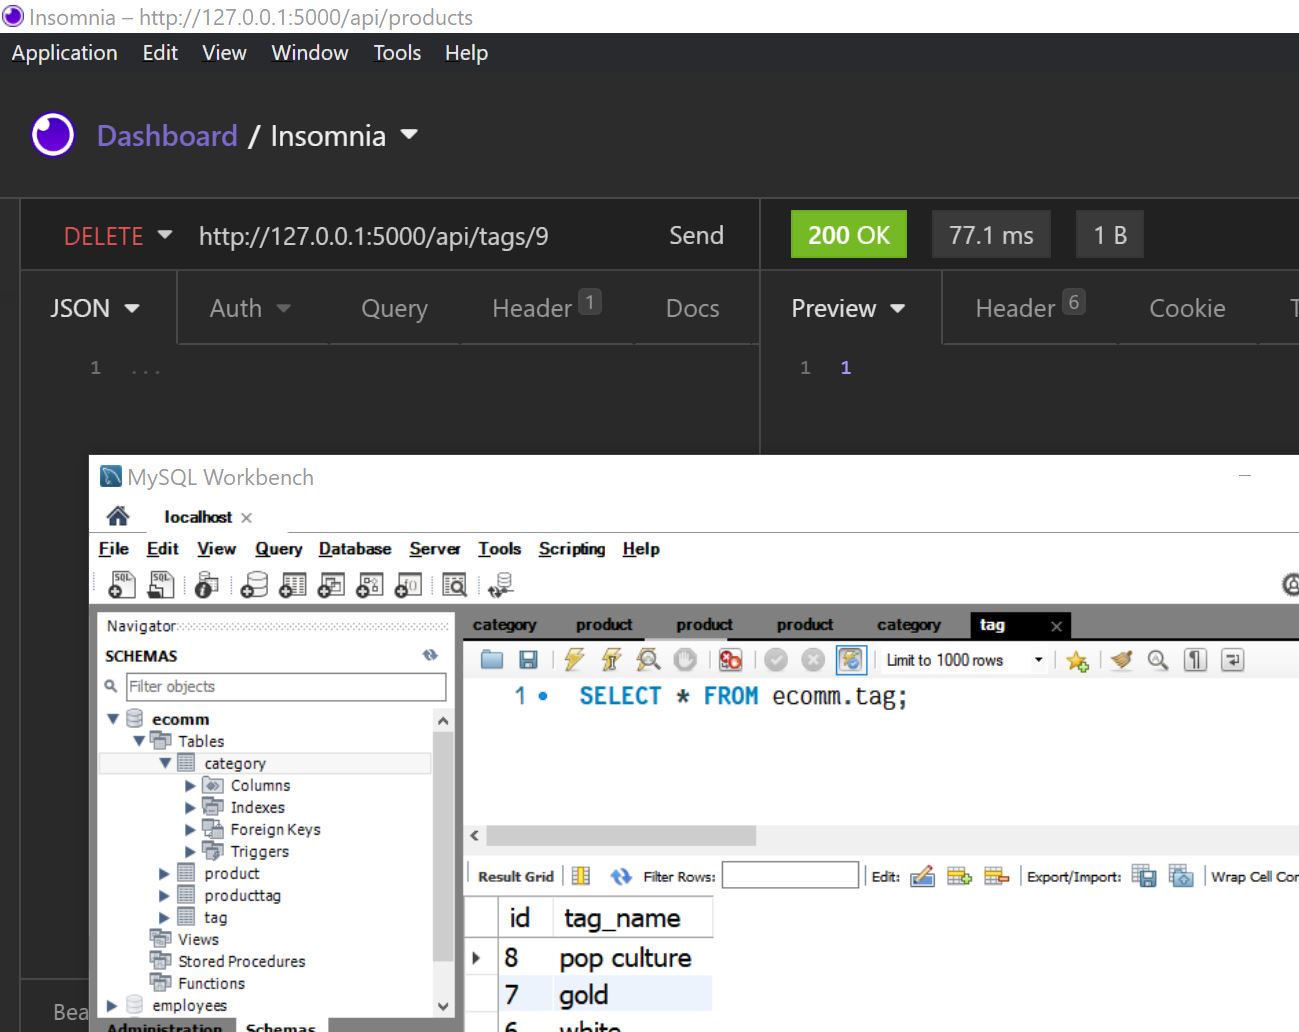 Insomnia – http://127.0.0.1:5000/api/products
Application Edit View Window Tools Help
Dashboard / Insomnia
DELETE http://127.0.0.1:5000/api/tags/9 Send 200 OK 77.1 ms 1 B
JSON Auth Query Header 1 Docs Preview Header 6 Cookie
1 ... 1 1
MySQL Workbench
localhost
File Edit View Query Database Server Tools Scripting Help
Navigator
category product product product category tag
SCHEMAS
Limit to 1000 rows
Filter objects
1 SELECT * FROM ecomm.tag;
ecomm
Tables
category
Columns
Indexes
Foreign Keys
Triggers
product
producttag
tag
Views
Stored Procedures
Functions
employees
Administration Schemas
Result Grid Filter Rows: Edit: Export/Import: Wrap Cell Con
id tag_name
8 pop culture
7 gold
6 white
Bea